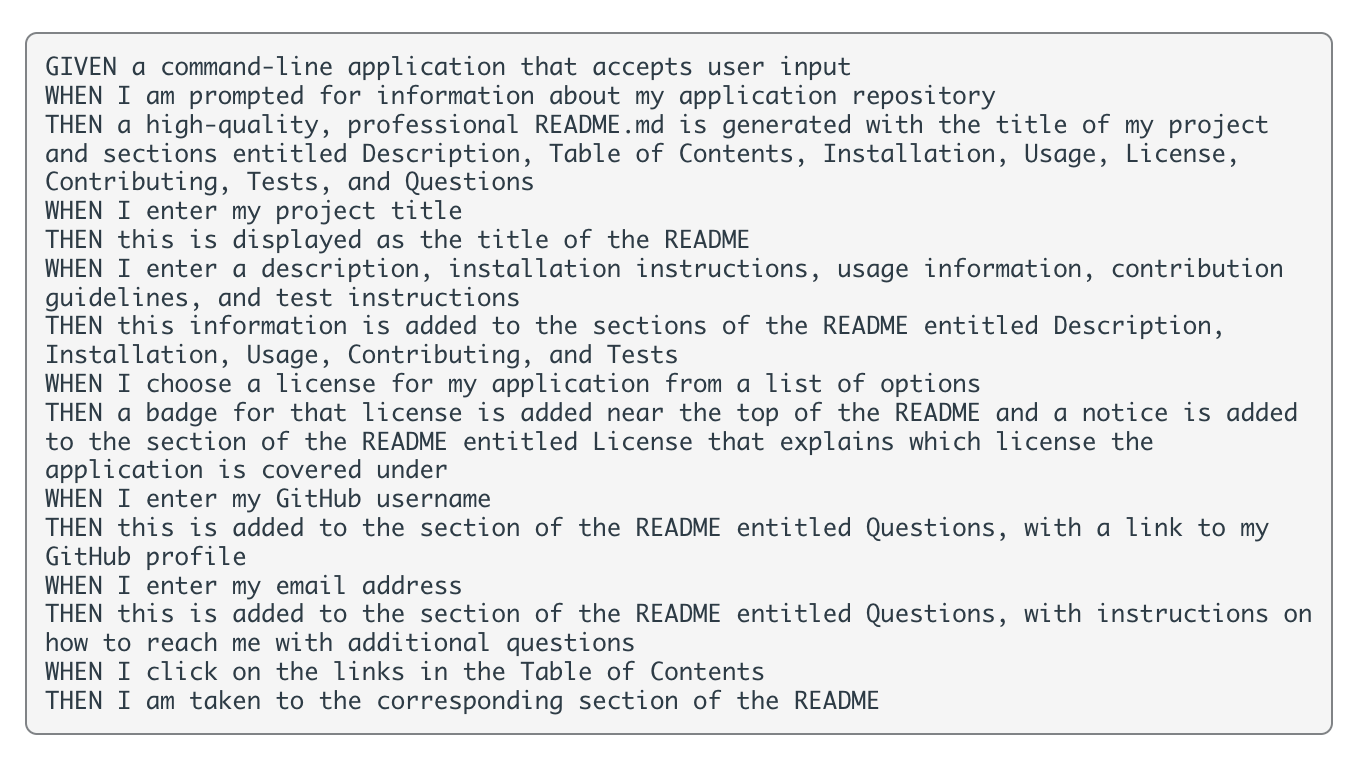 GIVEN a command-line application that accepts user input
WHEN I am prompted for information about my application repository
THEN a high-quality, professional README.md is generated with the title of my project
and sections entitled Description, Table of Contents, Installation, Usage, License,
Contributing, Tests, and Questions
WHEN I enter my project title
THEN this is displayed as the title of the README
WHEN I enter a description, installation instructions, usage information, contribution
guidelines, and test instructions
THEN this information is added to the sections of the README entitled Description,
Installation, Usage, Contributing, and Tests
WHEN I choose a license for my application from a list of options
THEN a badge for that license is added near the top of the README and a notice is added
to the section of the README entitled License that explains which license the
application is covered under
WHEN I enter my GitHub username
THEN this is added to the section of the README entitled Questions, with a link to my
GitHub profile
WHEN I enter my email address
THEN this is added to the section of the README entitled Questions, with instructions on
how to reach me with additional questions
WHEN I click on the links in the Table of Contents
THEN I am taken to the corresponding section of the README